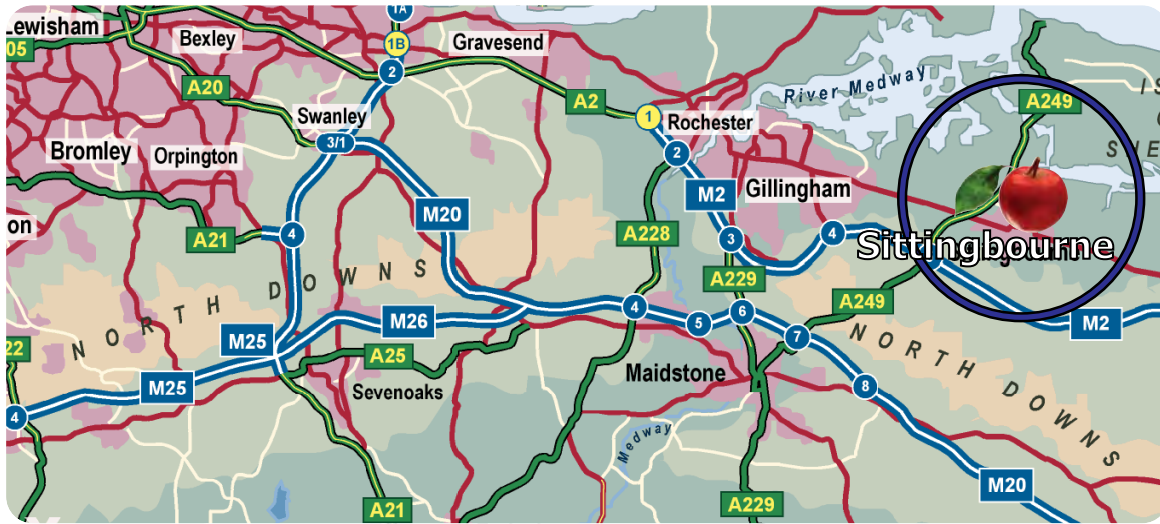 1A
Lewisham
Bexley
1B
Gravesend
05
2
A20
A2
A249
IS
River Medway
1
Rochester
Swanley
3/1
2
SHE
Bromley
Orpington
M2
Gillingham
M20
on
A21
4
A228
3
4
Sittingbourne
NORTH DOWNS
A229
A249
4
M26
5
6
M2
M25
7
22
A25
NORTH DOWNS
M25
Sevenoaks
Maidstone
8
4
Medway
M20
A21
A229